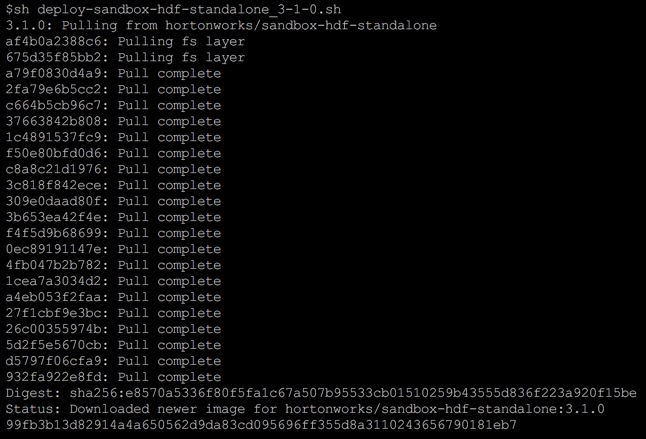 $sh deploy-sandbox-hdf-standalone_3-1-0.sh
3.1.0: Pulling from hortonworks/sandbox-hdf-standalone
af4b0a2388c6: Pulling fs layer
675d35f85bb2: Pulling fs layer
a79f0830d4a9: Pull complete
2fa79e6b5cc2: Pull complete
c664b5cb96c7: Pull complete
37663842b808: Pull complete
1c4891537fc9: Pull complete
f50e80bfd0d6: Pull complete
c8a8c21d1976: Pull complete
3c818f842ece: Pull complete
309e0daad80f: Pull complete
3b653ea42f4e: Pull complete
f4f5d9b68699: Pull complete
0ec89191147e: Pull complete
4fb047b2b782: Pull complete
1cea7a3034d2: Pull complete
a4eb053f2faa: Pull complete
27f1cbf9e3bc: Pull complete
26c00355974b: Pull complete
5d2f5e5670cb: Pull complete
d5797f06cfa9: Pull complete
932fa922e8fd: Pull complete
Digest: sha256:e8570a5336f80f5fa1c67a507b95533cb01510259b43555d836f223a920f15be
Status: Downloaded newer image for hortonworks/sandbox-hdf-standalone:3.1.0
99fb3b13d82914a4a650562d9da83cd095696ff355d8a3110243656790181eb7